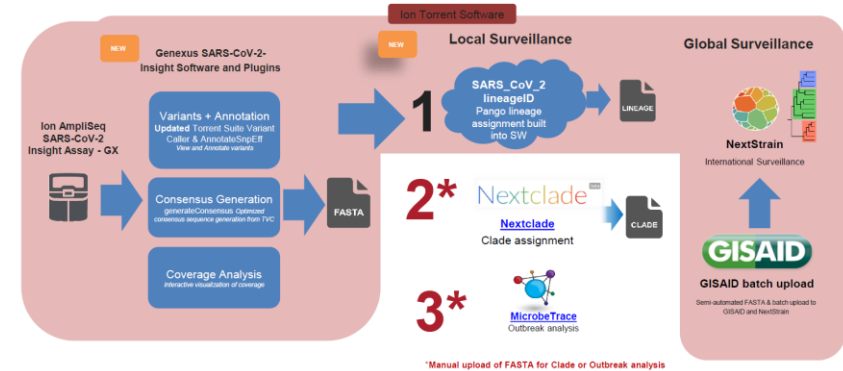 Ion Torrent Software
NEW
Genexus SARS-CoV-2-
Insight Software and Plugins
NEW
Local Surveillance
Global Surveillance
Ion AmpliSeq
SARS-CoV-2
Insight Assay - GX
Variants + Annotation
Updated Torrent Suite Variant
Caller & AnnotateSnpEff
View and Annotate variants
Consensus Generation
generateConsensus Optimized
consensus sequence generation from TVC
Coverage Analysis
Interactive visualization of coverage
FASTA
1
SARS_CoV_2
lineageID
Pango lineage
assignment built
into SW
LINEAGE
2*
Nextclade
Nextclade
Clade assignment
CLADE
3*
MicrobeTrace
Outbreak analysis
*Manual upload of FASTA for Clade or Outbreak analysis
NextStrain
International Surveillance
GISAID
GISAID batch upload
Semi-automated FASTA & batch upload to
GISAID and NextStrain